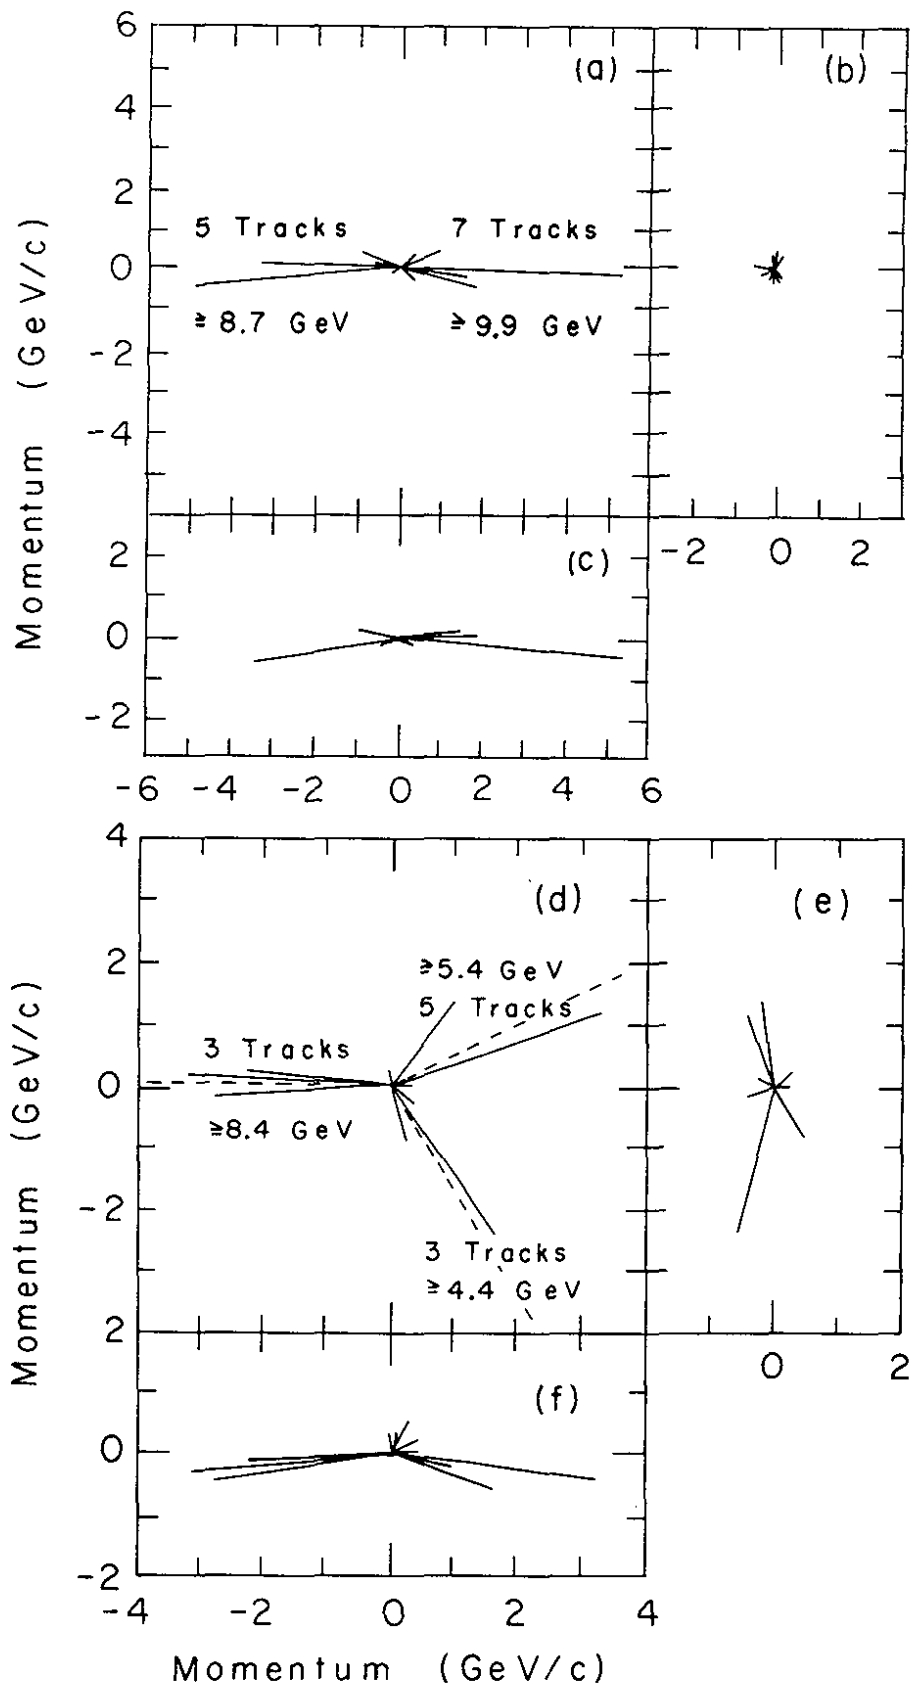 6
(a)
(b)
4
2
5 Tracks
7 Tracks
0
≥8.7 GeV
≥9.9 GeV
-2
-4
Momentum (GeV/c)
-2 0 2
2
(c)
0
-2
-6 -4 -2 0 2 4 6
4
(d)
(e)
2
≥5.4 GeV
5 Tracks
3 Tracks
0
≥8.4 GeV
-2
3 Tracks
≥4.4 GeV
Momentum (GeV/c)
2
0 2
(f)
0
-2
-4 -2 0 2 4
Momentum (GeV/c)